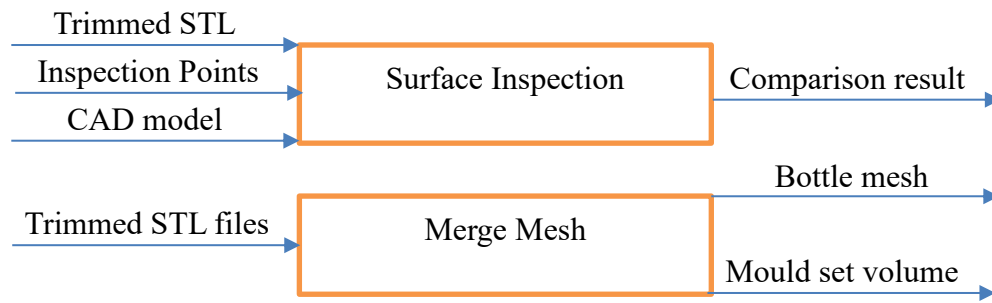 Trimmed STL
Inspection Points
CAD model
Surface Inspection
Comparison result
Trimmed STL files
Merge Mesh
Bottle mesh
Mould set volume